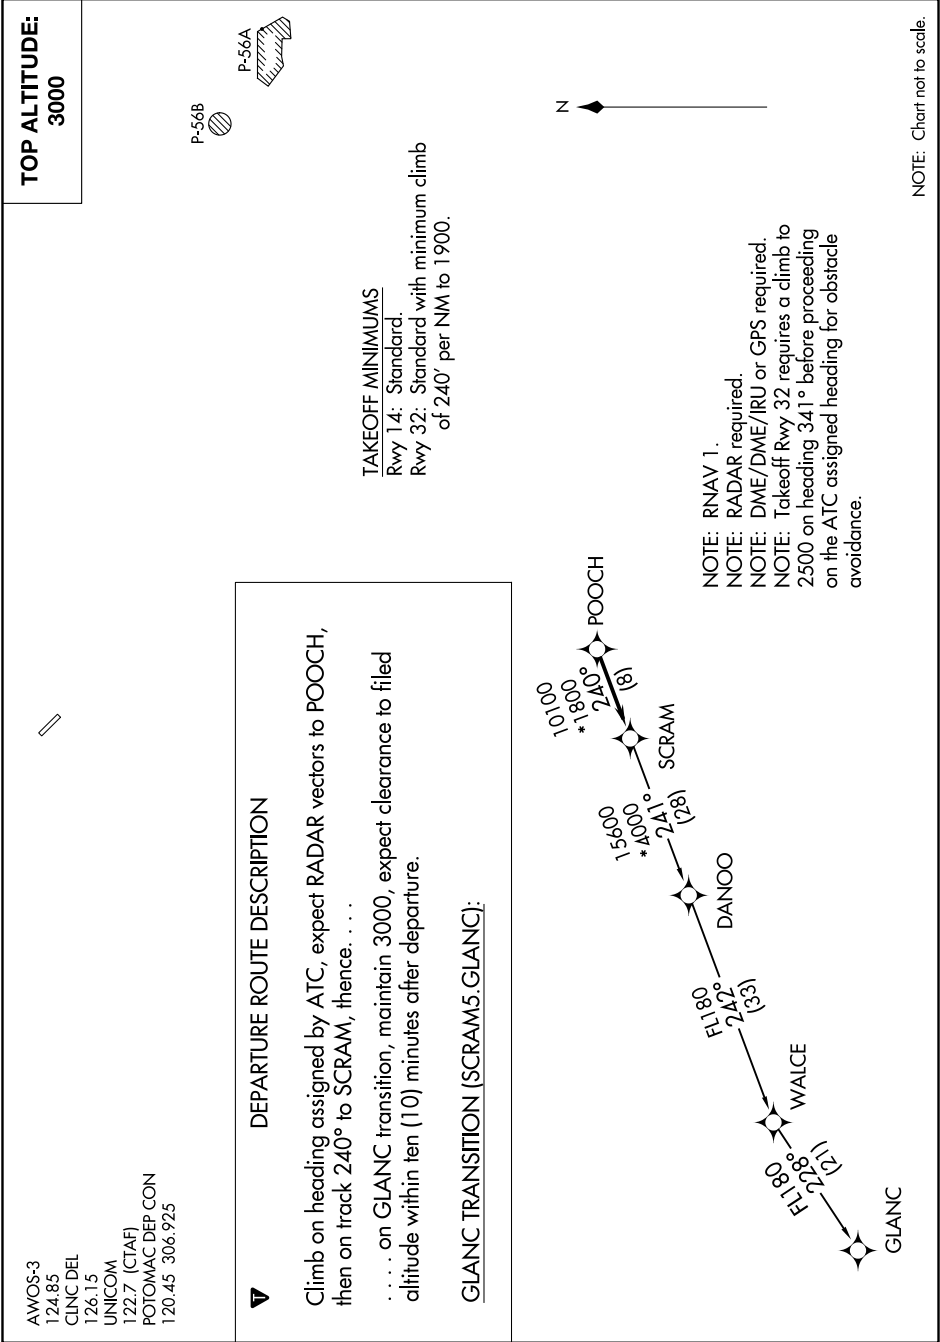 AWOS-3
124.85
CLNC DEL
126.15
UNICOM
122.7 (CTAF)
POTOMAC DEP CON
120.45 306.925
TOP ALTITUDE:
3000
P-56B
P-56A
DEPARTURE ROUTE DESCRIPTION
Climb on heading assigned by ATC, expect RADAR vectors to POOCH,
then on track 240° to SCRAM, thence. . . .
. . . . on GLANC transition, maintain 3000, expect clearance to filed
altitude within ten (10) minutes after departure.
GLANC TRANSITION (SCRAM5.GLANC):
TAKEOFF MINIMUMS
Rwy 14: Standard.
Rwy 32: Standard with minimum climb
of 240' per NM to 1900.
N
POOCH
10100
*1800
240°
(8)
SCRAM
15600
*4000
241°
(28)
DANOO
FL180
242°
(33)
WALCE
FL180
228°
(21)
GLANC
NOTE: RNAV 1.
NOTE: RADAR required.
NOTE: DME/DME/IRU or GPS required.
NOTE: Takeoff Rwy 32 requires a climb to
2500 on heading 341° before proceeding
on the ATC assigned heading for obstacle
avoidance.
NOTE: Chart not to scale.
T